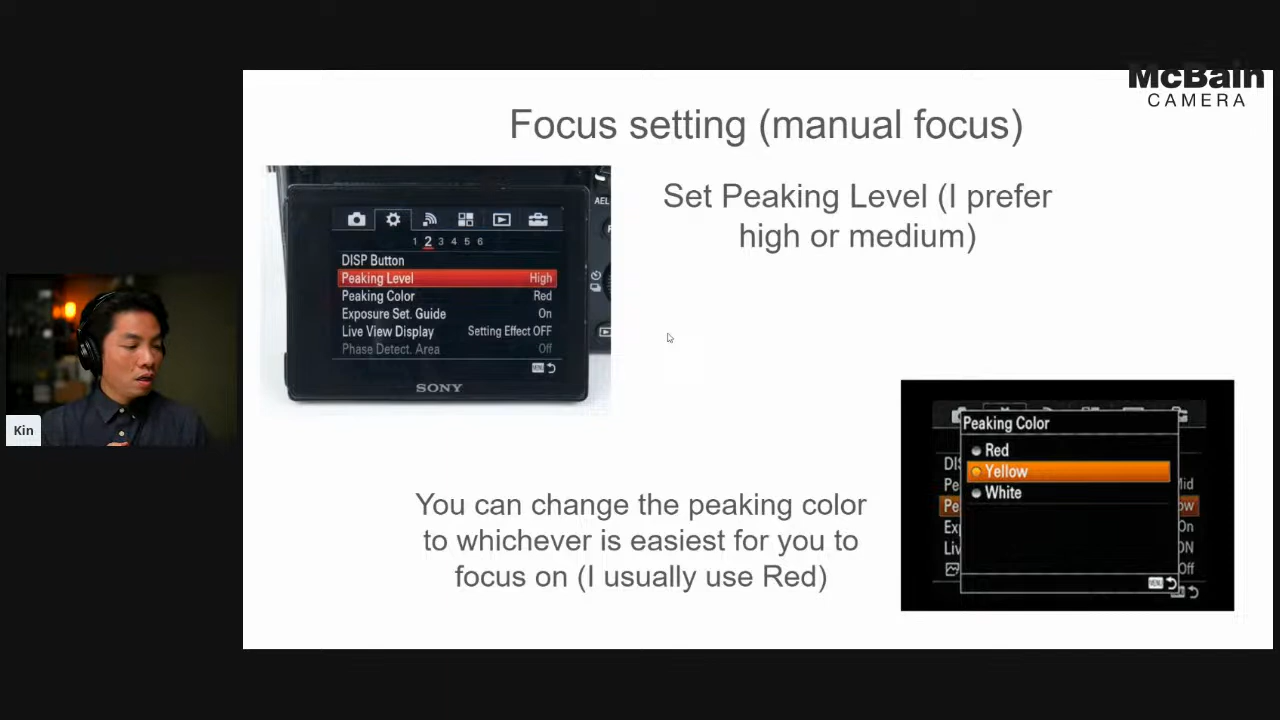 McBain
CAMERA
Focus setting (manual focus)
Set Peaking Level (I prefer
high or medium)
AEL
1 2 3 4 5 6
DISP Button
Peaking Level High
Peaking Color Red
Exposure Set. Guide On
Live View Display Setting Effect OFF
Phase Detect. Area Off
MENU
SONY
Kin
Peaking Color
Red
Yellow
White
MENU
You can change the peaking color
to whichever is easiest for you to
focus on (I usually use Red)